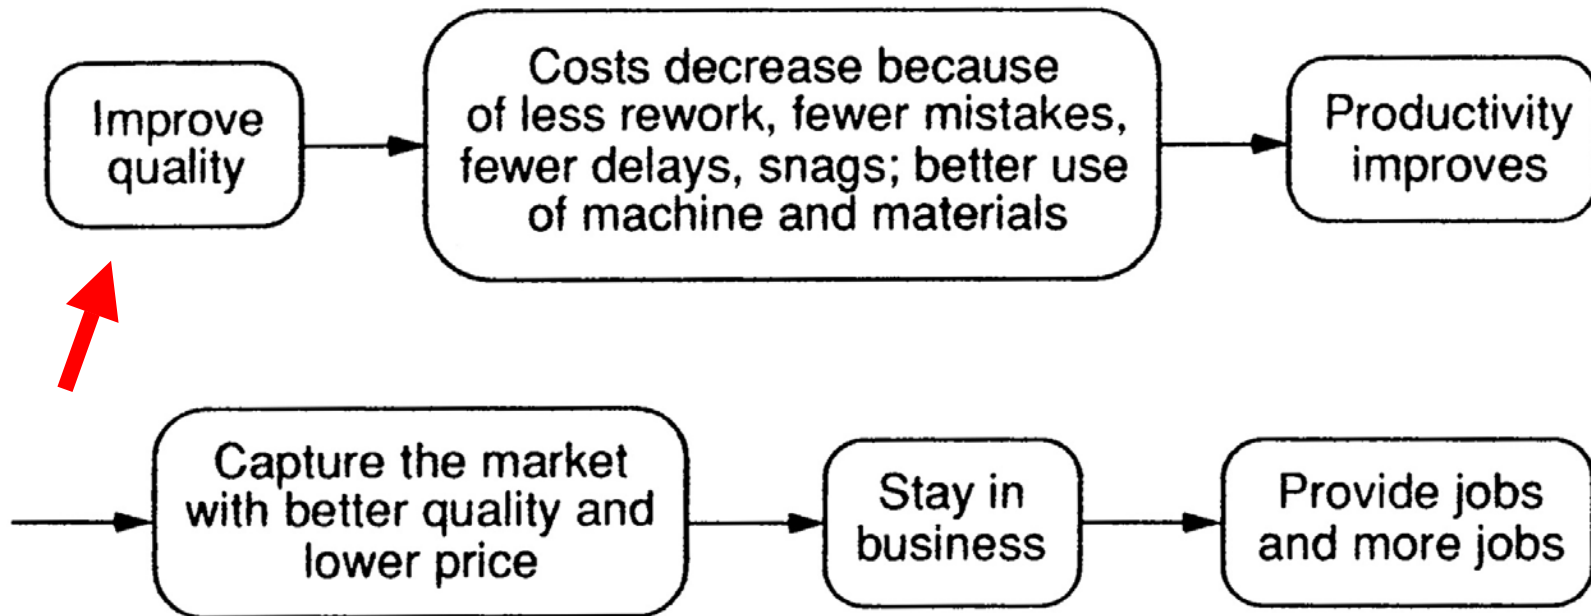 Improve
quality
Costs decrease because
of less rework, fewer mistakes,
fewer delays, snags; better use
of machine and materials
Productivity
improves
Capture the market
with better quality and
lower price
Stay in
business
Provide jobs
and more jobs